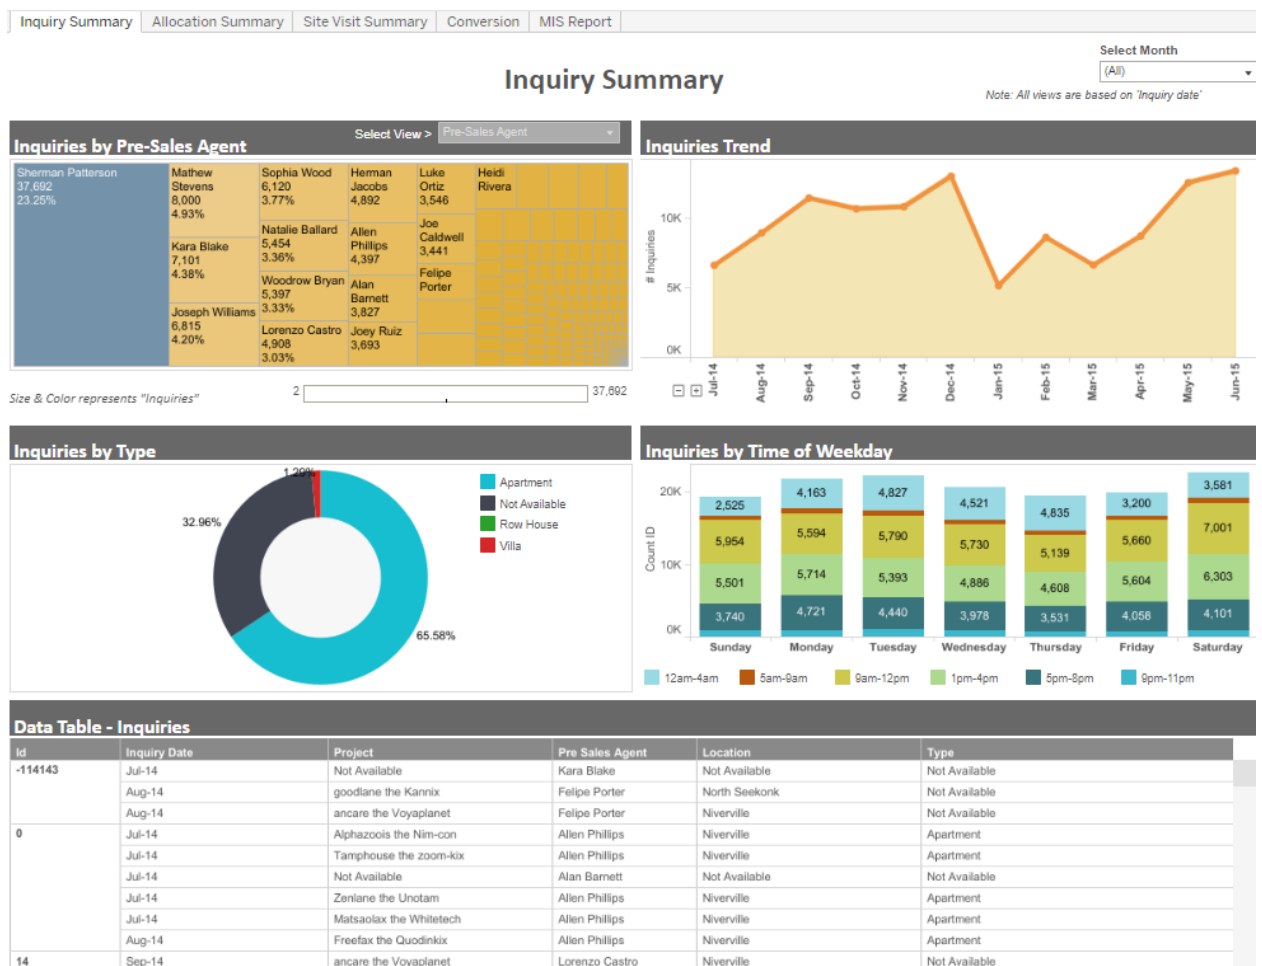 Inquiry Summary Allocation Summary Site Visit Summary Conversion MIS Report
Select Month
(All)
Inquiry Summary
Note: All views are based on 'Inquiry date'
Inquiries by Pre-Sales Agent
Select View >
Pre-Sales Agent
Sherman Patterson
37,692
23.25%
Mathew
Stevens
8,000
4.93%
Kara Blake
7,101
4.38%
Joseph Williams
6,815
4.20%
Sophia Wood
6,120
3.77%
Natalie Ballard
5,454
3.36%
Woodrow Bryan
5,397
3.33%
Lorenzo Castro
4,908
3.03%
Herman
Jacobs
4,892
Allen
Phillips
4,397
Alan
Barnett
3,827
Joey Ruiz
3,693
Luke
Ortiz
3,546
Joe
Caldwell
3,441
Felipe
Porter
Heidi
Rivera
Size & Color represents "Inquiries"
2
37,692
Inquiries Trend
# Inquiries
10K
5K
0K
Jul-14
Aug-14
Sep-14
Oct-14
Nov-14
Dec-14
Jan-15
Feb-15
Mar-15
Apr-15
May-15
Jun-15
Inquiries by Type
1.29%
32.96%
65.58%
Apartment
Not Available
Row House
Villa
Inquiries by Time of Weekday
Count ID
20K
10K
0K
2,525
5,954
5,501
3,740
4,163
5,594
5,714
4,721
4,827
5,790
5,393
4,440
4,521
5,730
4,886
3,978
4,835
5,139
4,608
3,531
3,200
5,660
5,604
4,058
3,581
7,001
6,303
4,101
Sunday Monday Tuesday Wednesday Thursday Friday Saturday
12am-4am 5am-9am 9am-12pm 1pm-4pm 5pm-8pm 9pm-11pm
Data Table - Inquiries
Id Inquiry Date Project Pre Sales Agent Location Type
-114143 Jul-14 Not Available Kara Blake Not Available Not Available
Aug-14 goodlane the Kannix Felipe Porter North Seekonk Not Available
Aug-14 ancare the Voyaplanet Felipe Porter Niverville Not Available
0 Jul-14 Alphazoois the Nim-con Allen Phillips Niverville Apartment
Jul-14 Tamphouse the zoom-kix Allen Phillips Niverville Apartment
Jul-14 Not Available Alan Barnett Not Available Not Available
Jul-14 Zenlane the Unotam Allen Phillips Niverville Apartment
Jul-14 Matsaolax the Whitetech Allen Phillips Niverville Apartment
Aug-14 Freefax the Quodinkix Allen Phillips Niverville Apartment
14 Sep-14 ancare the Voyaplanet Lorenzo Castro Niverville Not Available